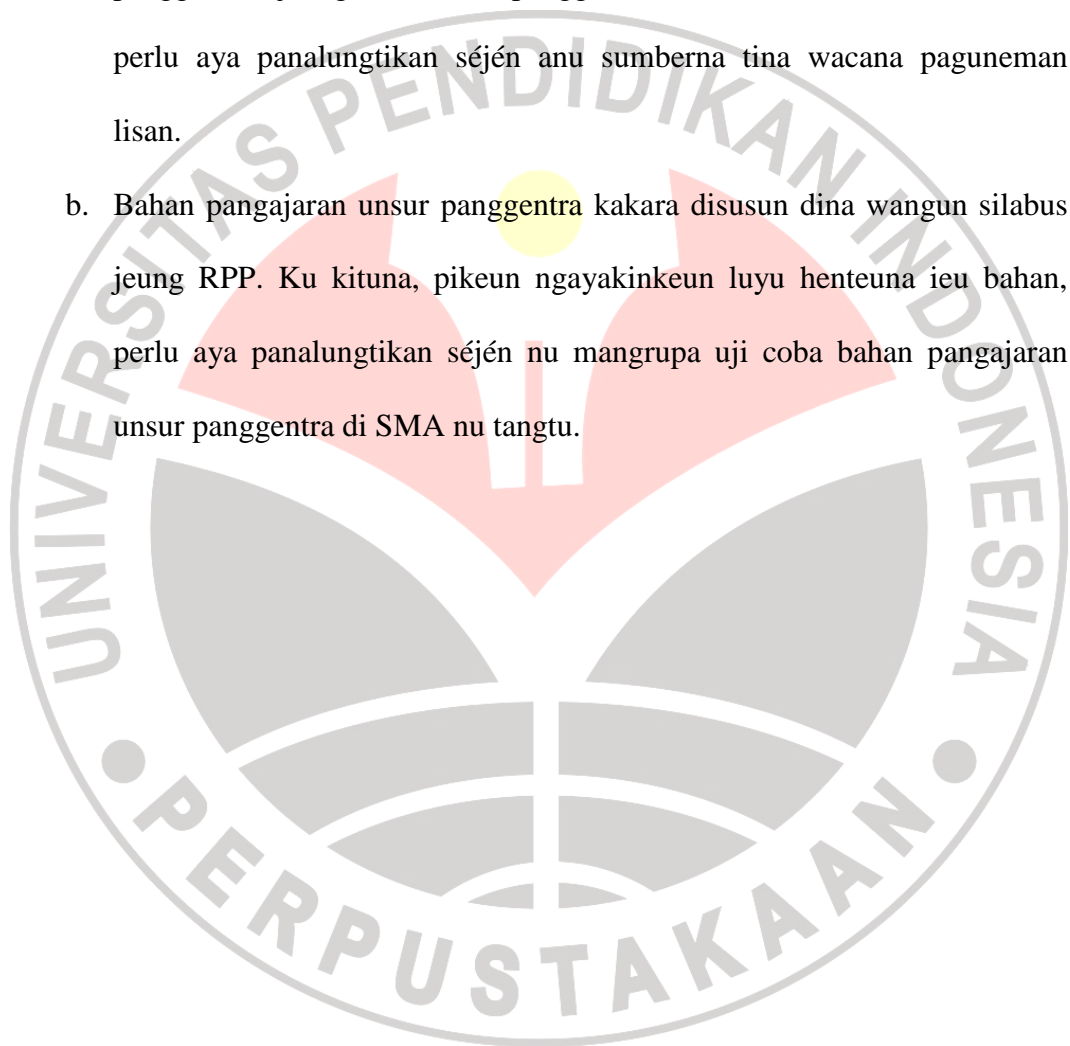 perlu aya panalungtikan séjén anu sumberna tina wacana paguneman
lisan.
b. Bahan pangajaran unsur panggentra kakara disusun dina wangun silabus
jeung RPP. Ku kituna, pikeun ngayakinkeun luyu henteuna ieu bahan,
perlu aya panalungtikan séjén nu mangrupa uji coba bahan pangajaran
unsur panggentra di SMA nu tangtu.
UNIVERSITAS PENDIDIKAN INDONESIA
PERPUSTAKAAN